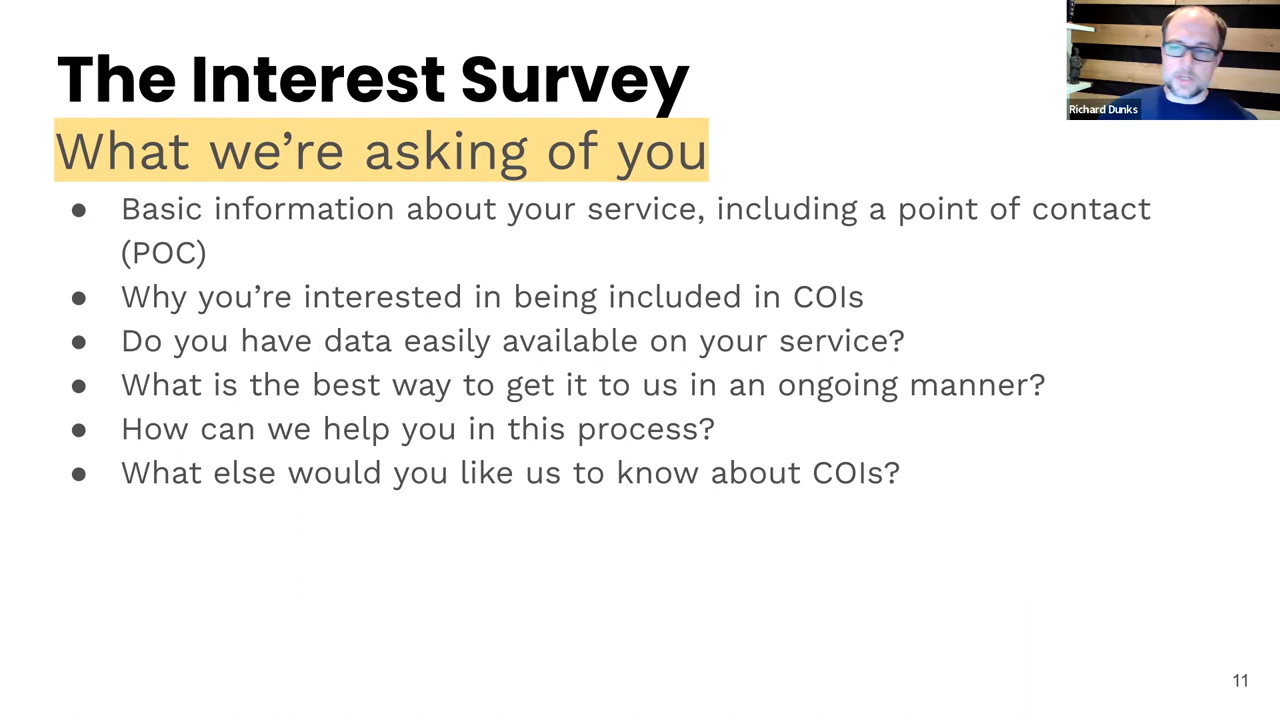 The Interest Survey
What we’re asking of you
● Basic information about your service, including a point of contact
(POC)
● Why you’re interested in being included in COIs
● Do you have data easily available on your service?
● What is the best way to get it to us in an ongoing manner?
● How can we help you in this process?
● What else would you like us to know about COIs?
Richard Dunks
11